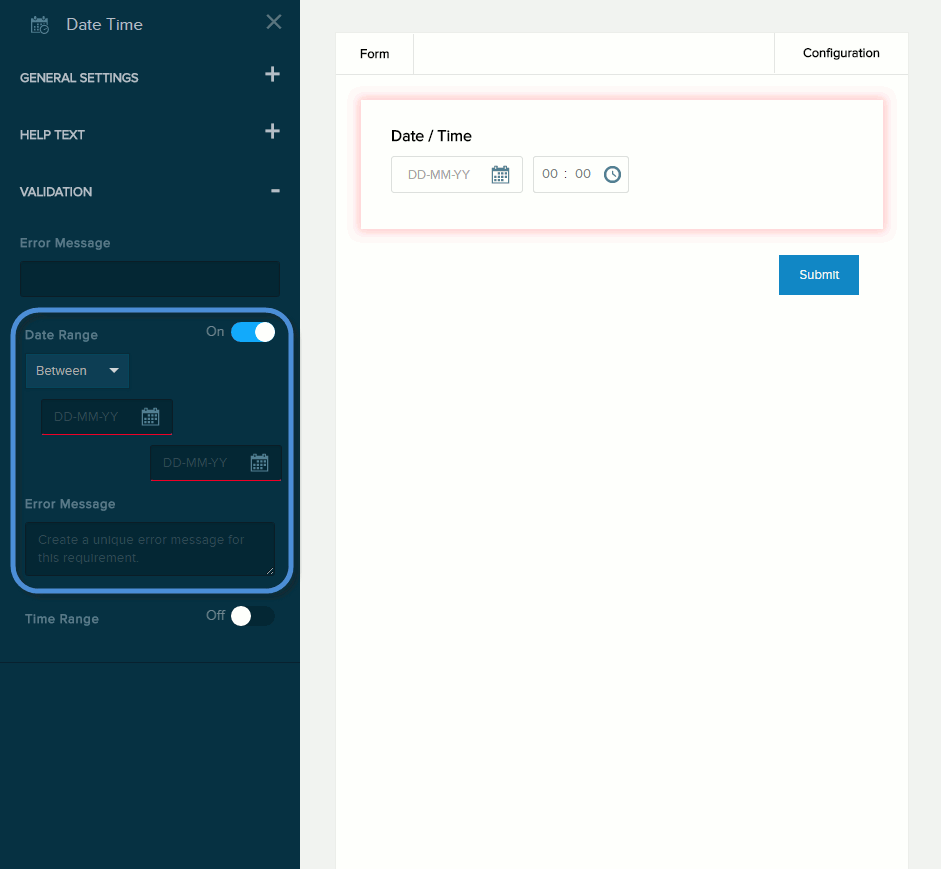 Date Time
GENERAL SETTINGS
HELP TEXT
VALIDATION
Error Message
Date Range
On
Between
DD-MM-YY
DD-MM-YY
Error Message
Create a unique error message for
this requirement.
Time Range
Off
Form
Configuration
Date / Time
DD-MM-YY
00 : 00
Submit